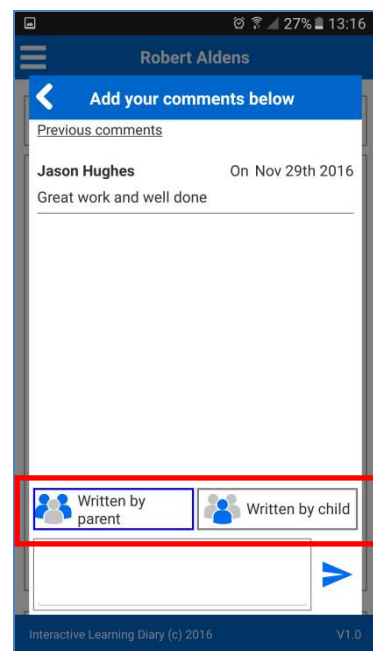 27% 13:16
Robert Aldens
Add your comments below
Previous comments
Jason Hughes On Nov 29th 2016
Great work and well done
Written by
parent
Written by child
Interactive Learning Diary (c) 2016 V1.0